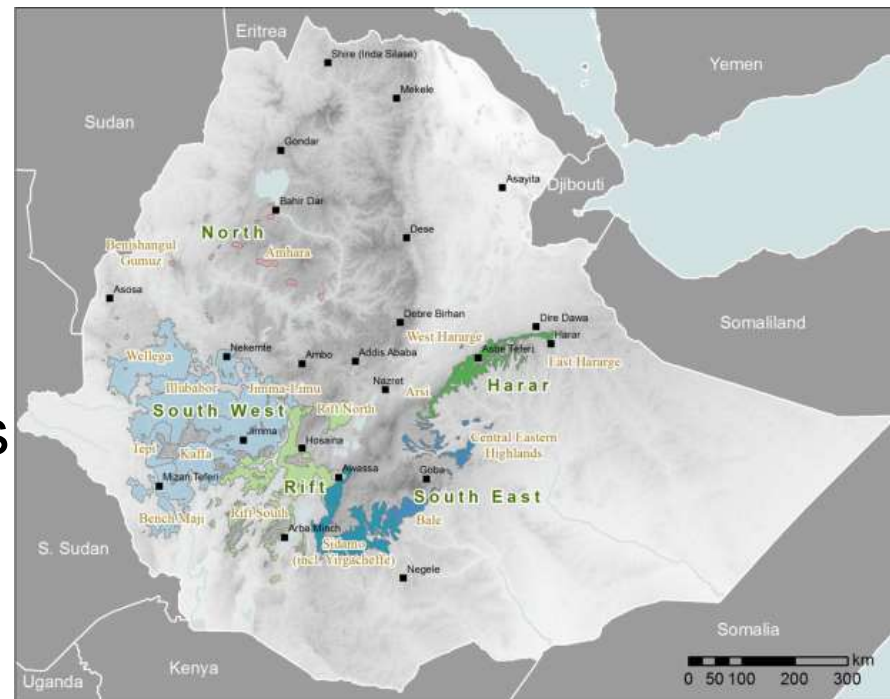 Eritrea
Yemen
Shire (Inda Silase)
Mekele
Sudan
Gondar
Asayita
Djibouti
Bahir Dar
North
Dese
Amhara
Benishangul
Gumuz
Asosa
Debre Birhan
Dire Dawa
Somaliland
West Hararge
Harar
Nekemte
Ambo
Addis Ababa
Asbe Teferi
East Hararge
Wellega
Nazret
Harar
Illubabor
Jimma-Limu
Arsi
South West
Rift North
s
Jimma
Hosaina
Central Eastern
Highlands
Tepi
Kaffa
Awassa
Goba
Mizan Teferi
Rift
South East
Bench Maji
Rift South
Bale
Arba Minch
Sidamo
(incl. Yirgacheffe)
S. Sudan
Negele
Somalia
Kenya
Uganda
km
0 50 100 200 300